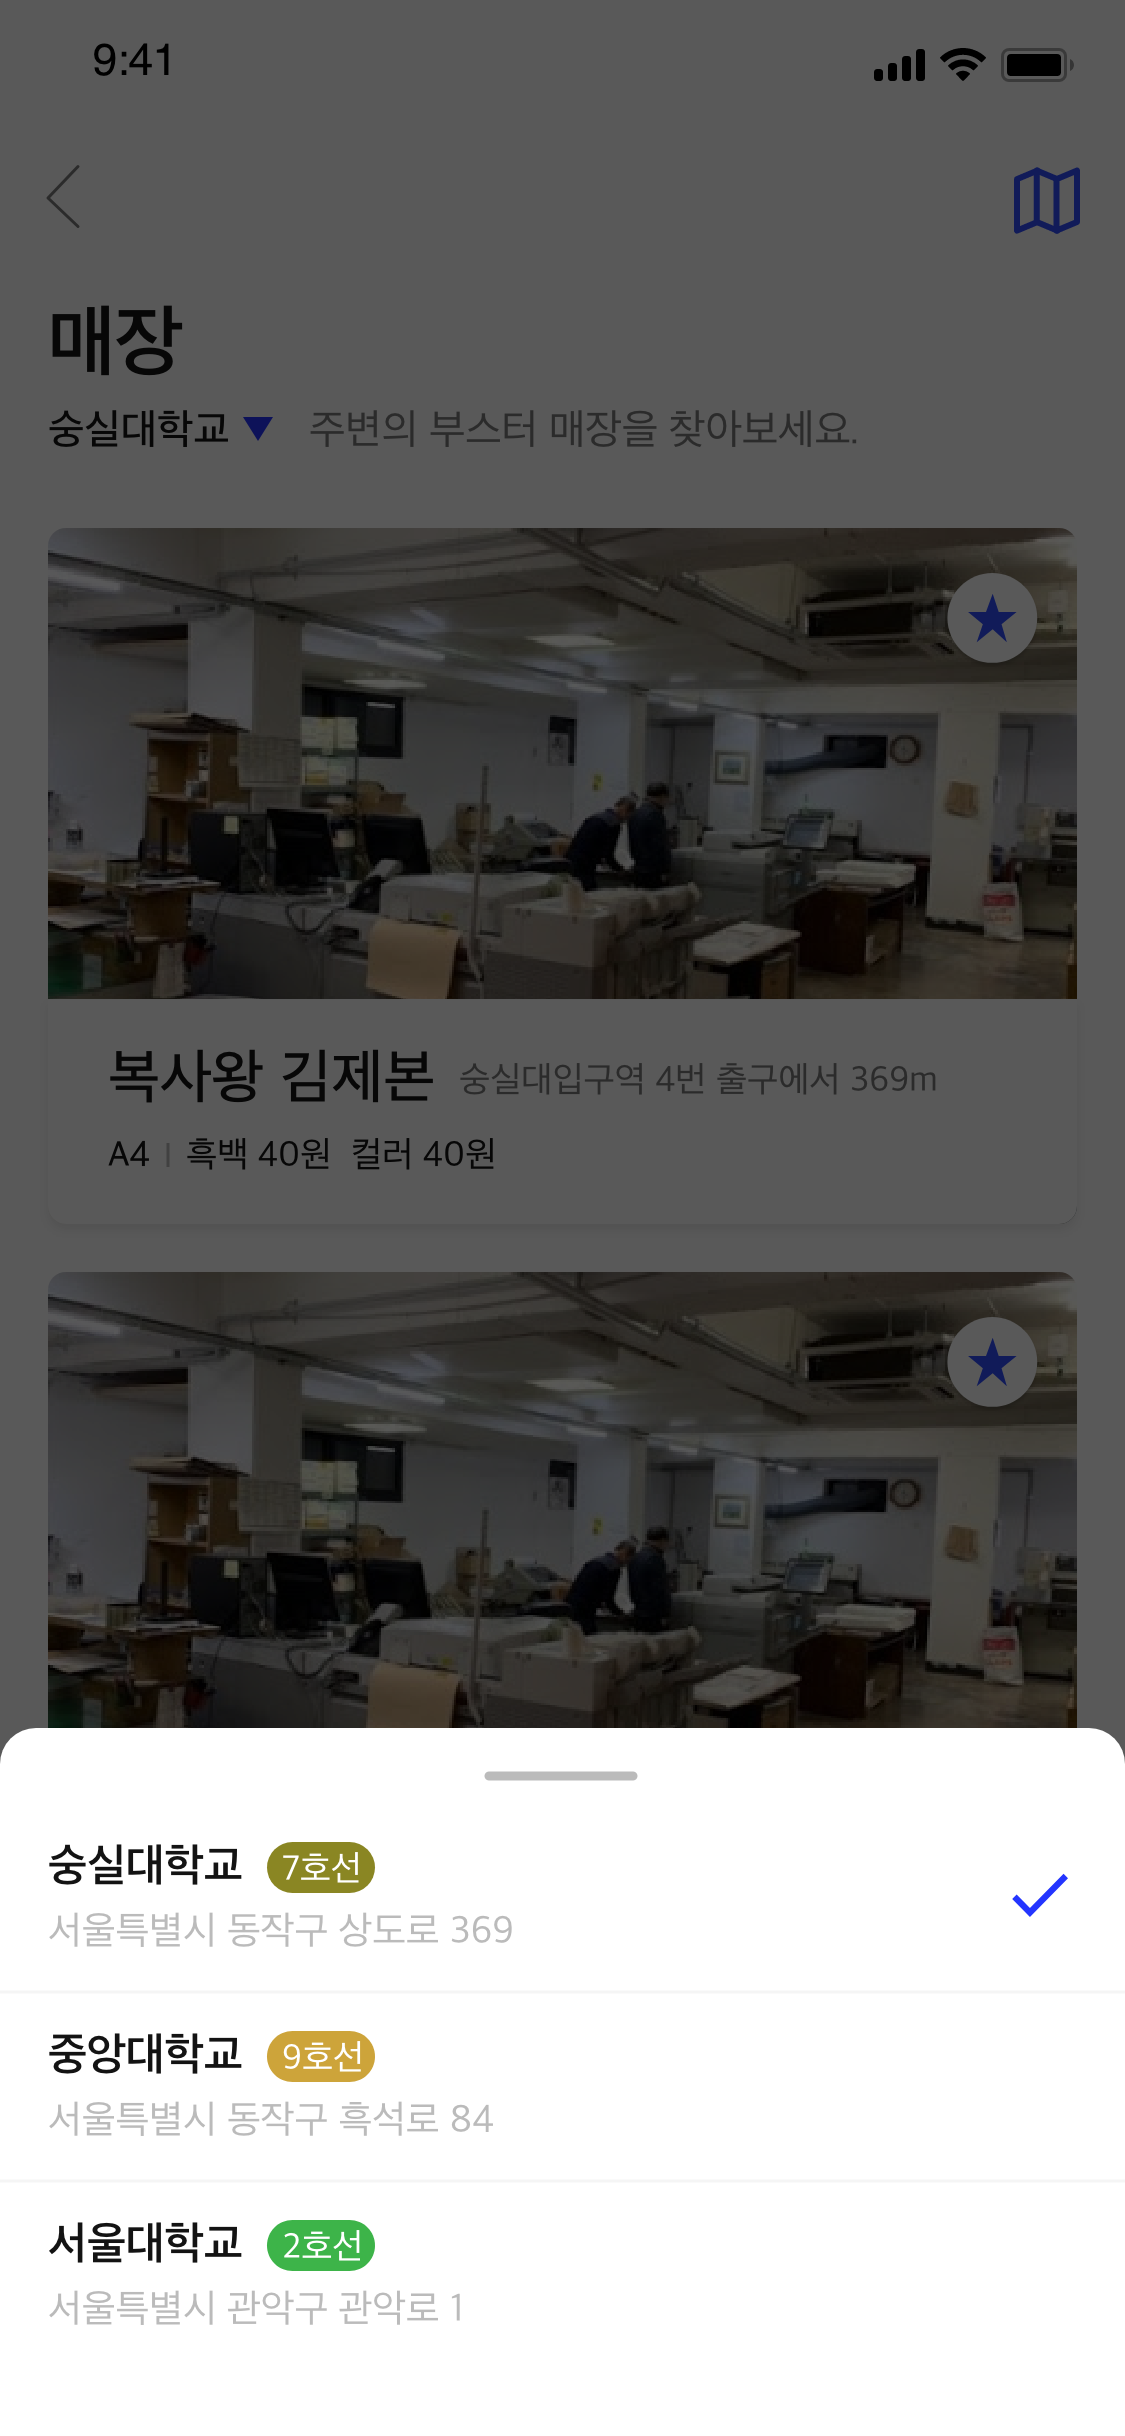 9:41
매장
숭실대학교 ▼ 주변의 부스터 매장을 찾아보세요.
복사왕 김제본 숭실대입구역 4번 출구에서 369m
A4 | 흑백 40원 컬러 40원
숭실대학교 7호선
서울특별시 동작구 상도로 369
중앙대학교 9호선
서울특별시 동작구 흑석로 84
서울대학교 2호선
서울특별시 관악구 관악로 1